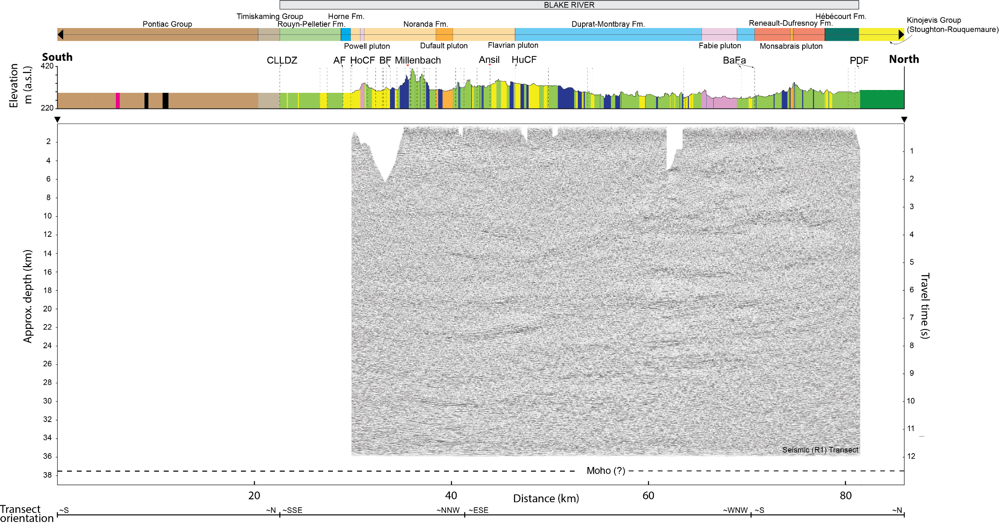 BLAKE RIVER
Timiskaming Group
Horne Fm.
Hébécourt Fm.
Pontiac Group
Rouyn-Pelletier Fm.
Noranda Fm.
Duprat-Montbray Fm.
Reneault-Dufresnoy Fm.
Kinojevis Group
(Stoughton-Rouquemaure)
Powell pluton
Dufault pluton
Flavrian pluton
Fabie pluton
Monsabrais pluton
South
CLLDZ
AF
HoCF
BF
Millenbach
Ansil
HuCF
BaFa
PDF
North
Elevation
m (a.s.l.)
420
220
Approx. depth (km)
2
4
6
8
10
12
14
16
18
20
22
24
26
28
30
32
34
36
38
Travel time (s)
1
2
3
4
5
6
7
8
9
10
11
12
Seismic (R1) Transect
Moho (?)
20
40
60
80
Distance (km)
Transect
orientation
~S
~N
~SSE
~NNW
~ESE
~WNW
~S
~N